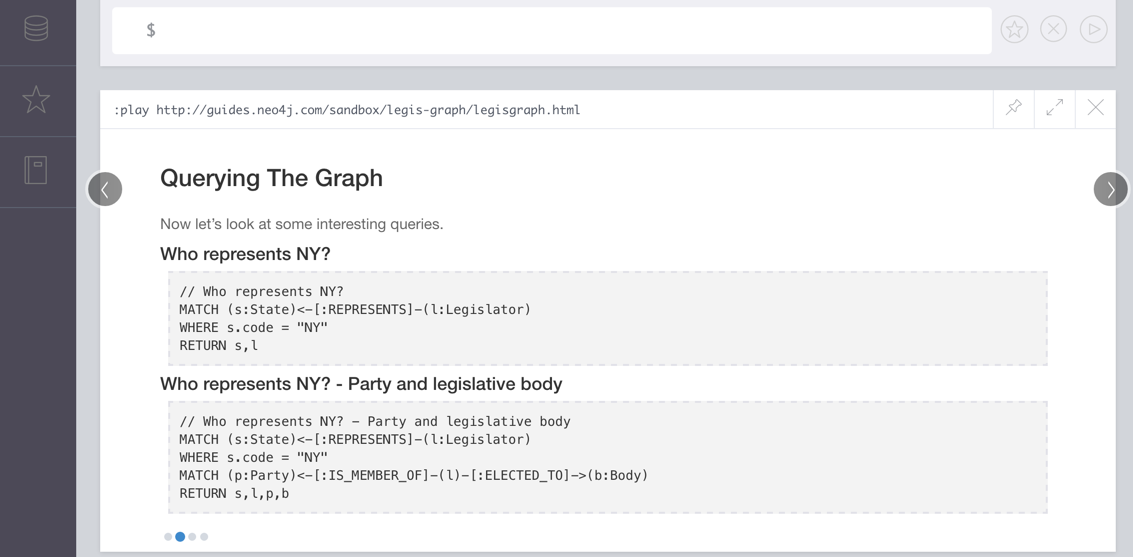 $
:play http://guides.neo4j.com/sandbox/legis-graph/legisgraph.html
Querying The Graph
Now let’s look at some interesting queries.
Who represents NY?
// Who represents NY?
MATCH (s:State)<-[:REPRESENTS]-(l:Legislator)
WHERE s.code = "NY"
RETURN s,l
Who represents NY? - Party and legislative body
// Who represents NY? – Party and legislative body
MATCH (s:State)<-[:REPRESENTS]-(l:Legislator)
WHERE s.code = "NY"
MATCH (p:Party)<-[:IS_MEMBER_OF]-(l)-[:ELECTED_TO]->(b:Body)
RETURN s,l,p,b